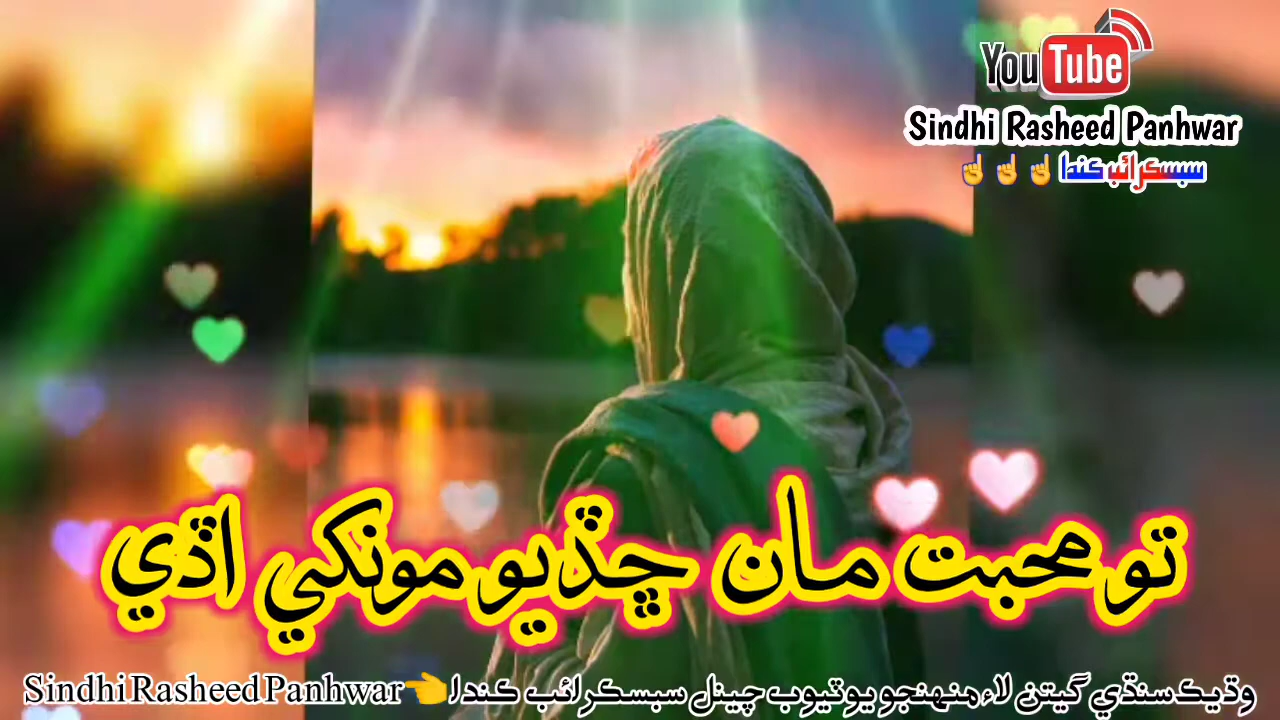 YouTube
Sindhi Rasheed Panhwar
سبسڪرائب ڪندا ☝☝☝
تو محبت مان ڇڏيو مونکي اڏي
وڌيڪ سنڌي گيتن لاءِ منهنجو يوٽيوب چينل سبسڪرائب ڪندا 👈 Sindhi Rasheed Panhwar